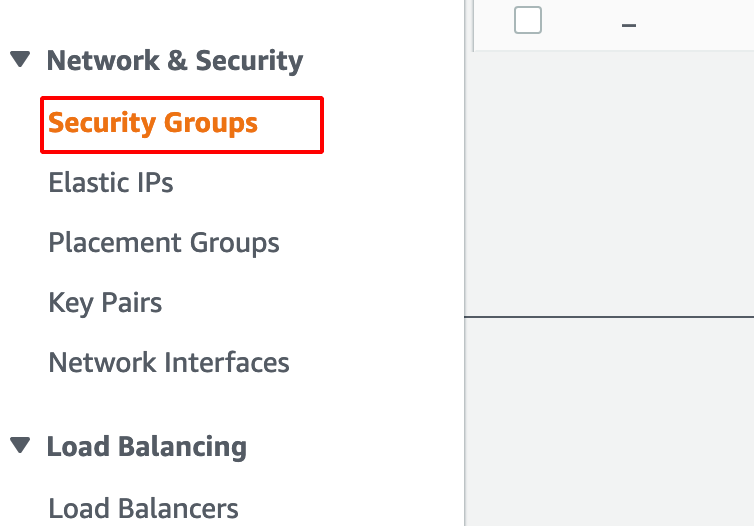 Network & Security
Security Groups
Elastic IPs
Placement Groups
Key Pairs
Network Interfaces
Load Balancing
Load Balancers
–